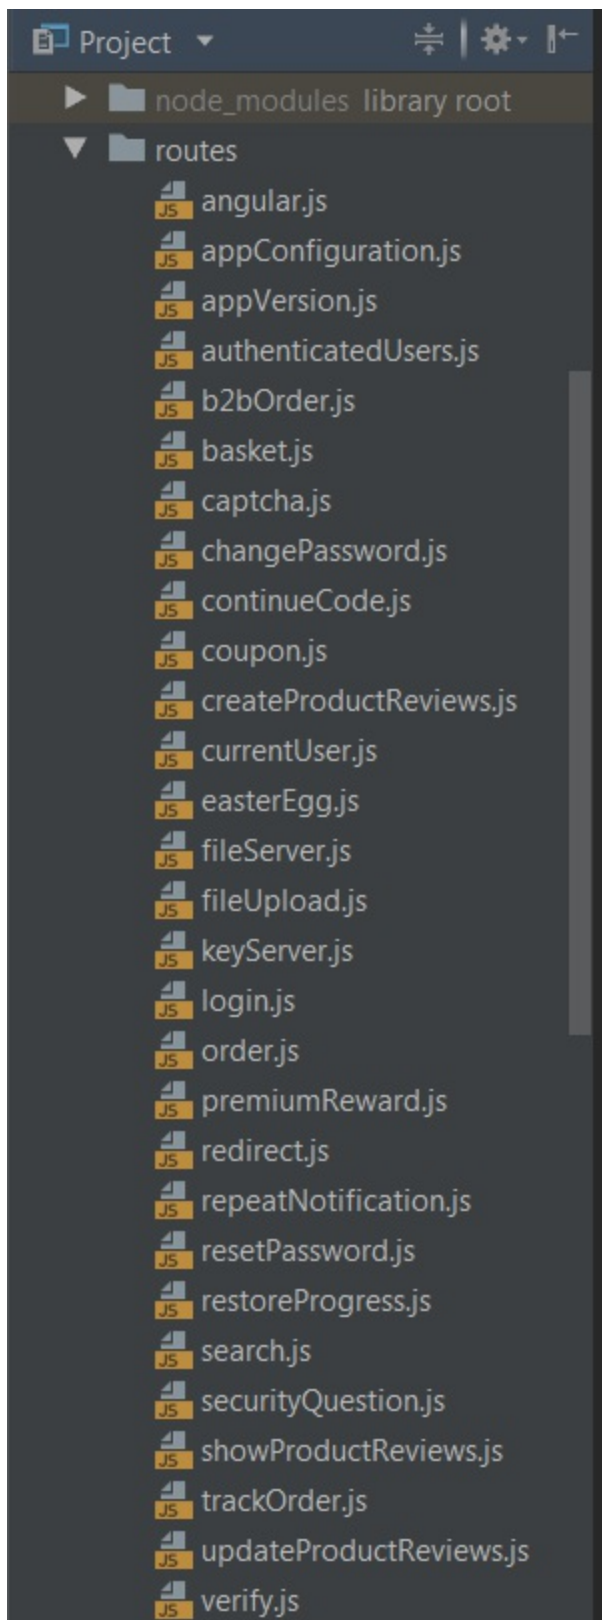 Project
node_modules library root
routes
angular.js
appConfiguration.js
appVersion.js
authenticatedUsers.js
b2bOrder.js
basket.js
captcha.js
changePassword.js
continueCode.js
coupon.js
createProductReviews.js
currentUser.js
easterEgg.js
fileServer.js
fileUpload.js
keyServer.js
login.js
order.js
premiumReward.js
redirect.js
repeatNotification.js
resetPassword.js
restoreProgress.js
search.js
securityQuestion.js
showProductReviews.js
trackOrder.js
updateProductReviews.js
verify.js